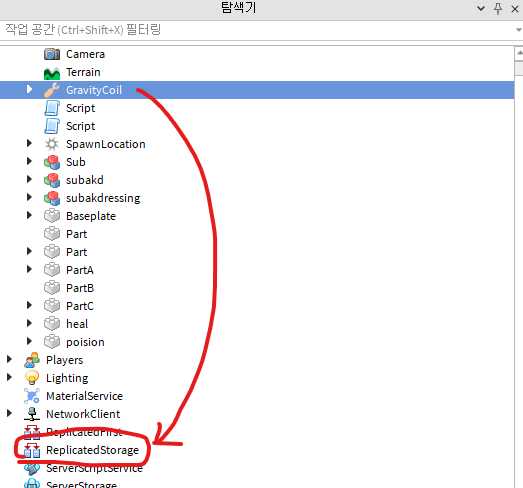 탐색기
작업 공간 (Ctrl+Shift+X) 필터링
Camera
Terrain
GravityCoil
Script
Script
SpawnLocation
Sub
subakd
subakdressing
Baseplate
Part
Part
PartA
PartB
PartC
heal
poision
Players
Lighting
MaterialService
NetworkClient
ReplicatedFirst
ReplicatedStorage
ServerScriptService
ServerStorage